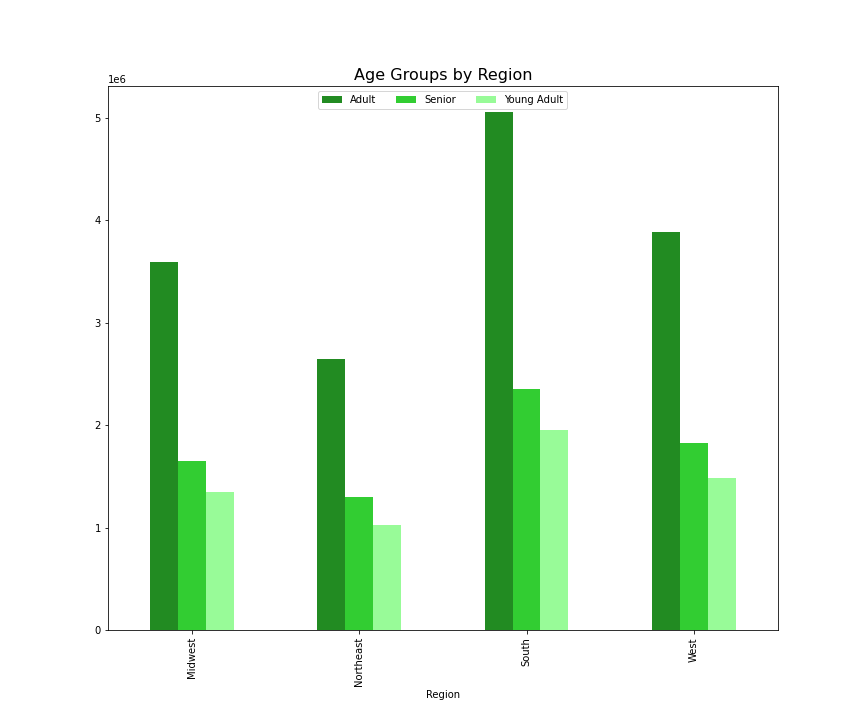 Age Groups by Region
1e6
Adult Senior Young Adult
5
4
3
2
1
0
Midwest
Northeast
South
West
Region